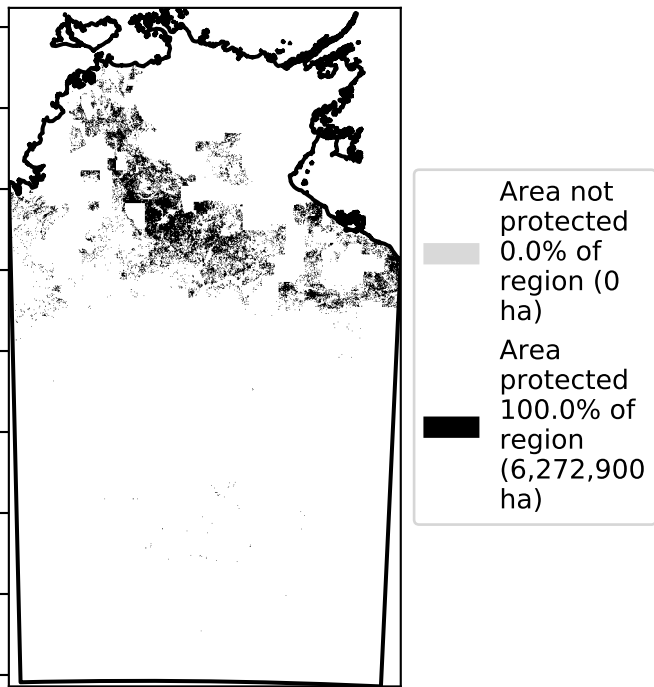 Area not
protected
0.0% of
region (0
ha)
Area
protected
100.0% of
region
(6,272,900
ha)